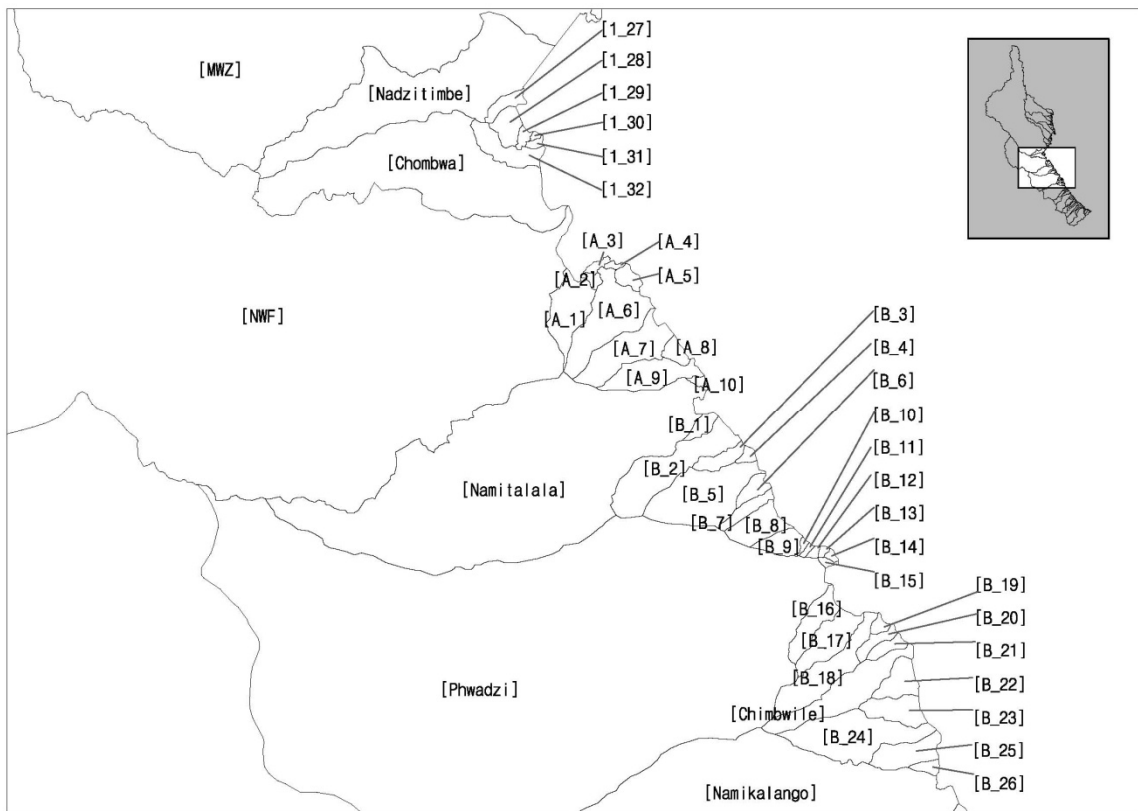 [1_27]
[1_28]
[MWZ]
[1_29]
[Nadzitimbe]
[1_30]
[1_31]
[Chombwa]
[1_32]
[A_3]
[A_4]
[A_2]
[A_5]
[NWF]
[A_1]
[A_6]
[B_3]
[A_7]
[A_8]
[B_4]
[A_9]
[A_10]
[B_6]
[B_10]
[B_1]
[B_11]
[B_2]
[B_12]
[Namitalala]
[B_5]
[B_13]
[B_7]
[B_8]
[B_9]
[B_14]
[B_15]
[B_19]
[B_16]
[B_20]
[B_17]
[B_21]
[Phwadzi]
[B_18]
[B_22]
[Chimbwile]
[B_23]
[B_24]
[B_25]
[B_26]
[Namikalango]